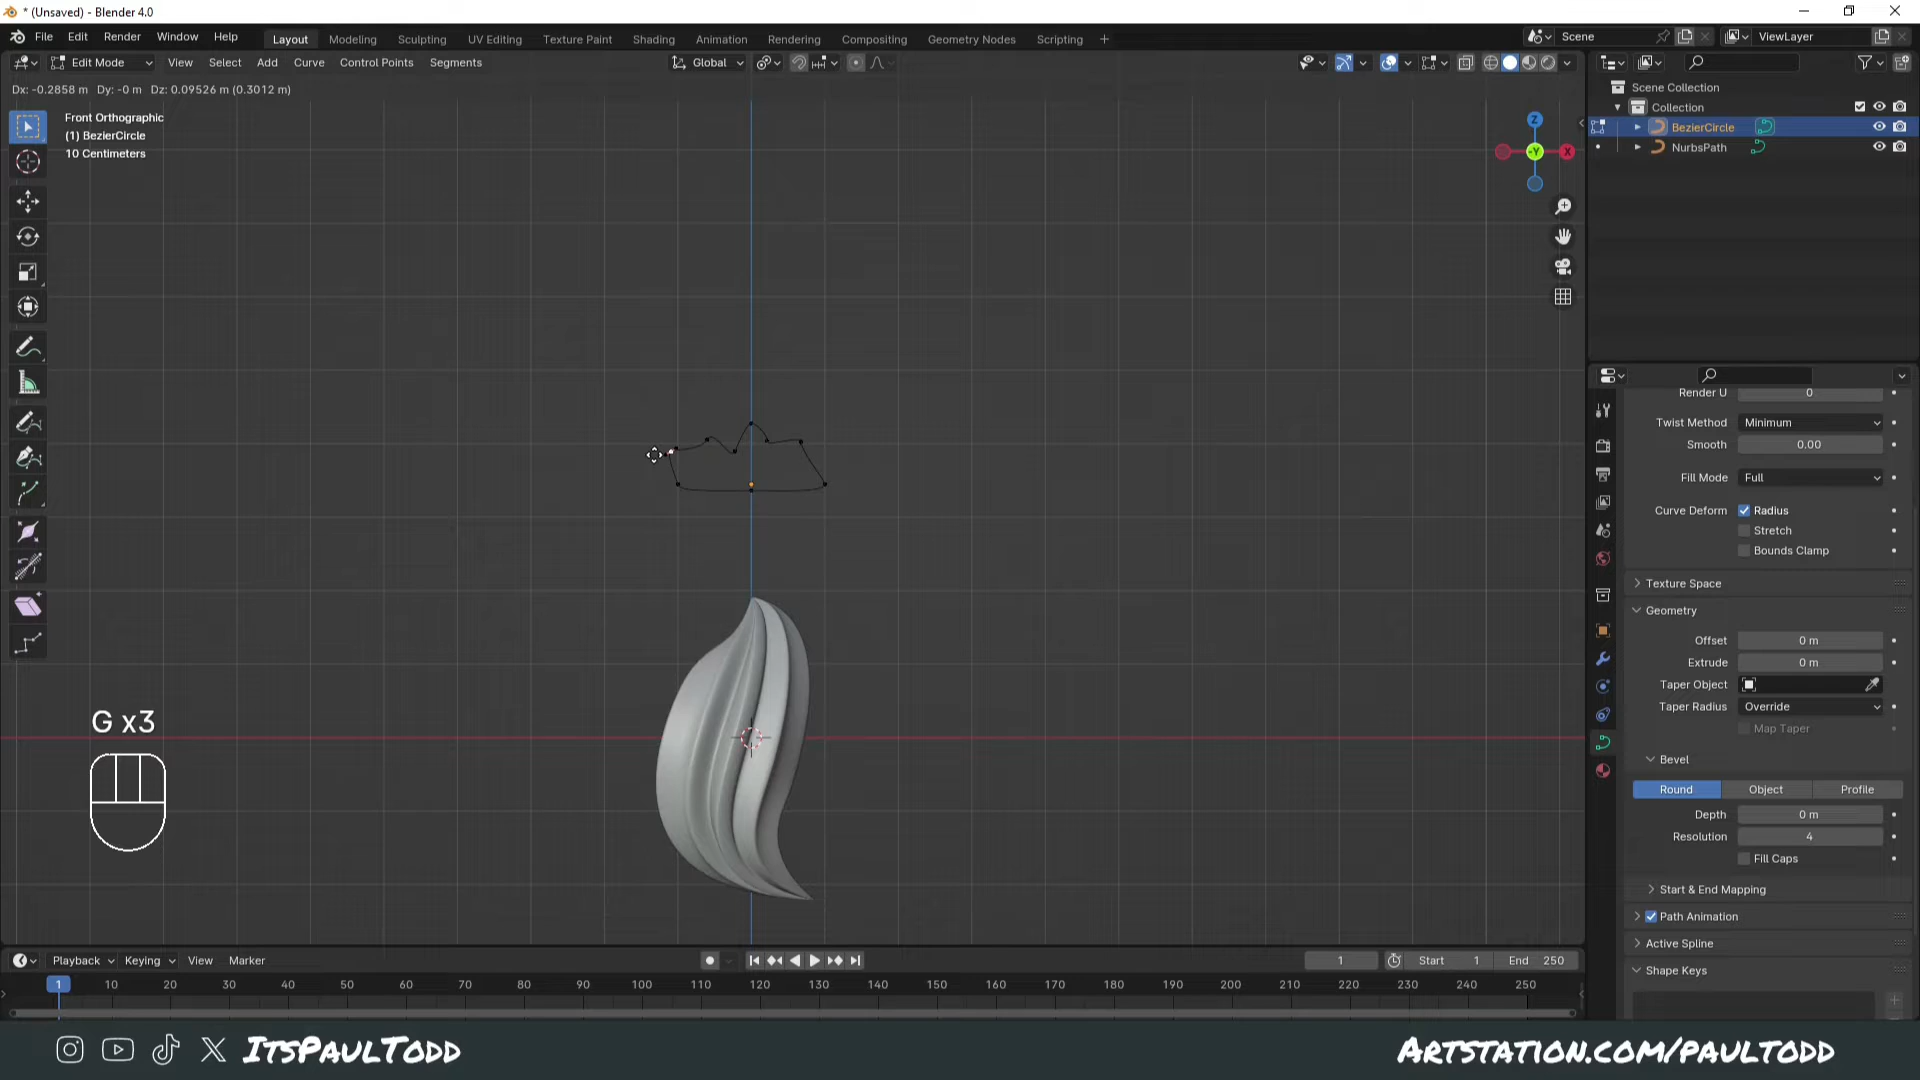 * (Unsaved) - Blender 4.0
File Edit Render Window Help
Layout Modeling Sculpting UV Editing Texture Paint Shading Animation Rendering Compositing Geometry Nodes Scripting +
Scene
ViewLayer
Edit Mode View Select Add Curve Control Points Segments
Global
Dx: -0.2858 m Dy: -0 m Dz: 0.09526 m (0.3012 m)
Front Orthographic
(1) BezierCircle
10 Centimeters
Z
-Y
X
Scene Collection
Collection
BezierCircle
NurbsPath
Render U 0
Twist Method Minimum
Smooth 0.00
Fill Mode Full
Curve Deform Radius
Stretch
Bounds Clamp
Texture Space
Geometry
Offset 0 m
Extrude 0 m
Taper Object
Taper Radius Override
Map Taper
Bevel
Round Object Profile
Depth 0 m
Resolution 4
Fill Caps
Start & End Mapping
Path Animation
Active Spline
Shape Keys
G x3
Playback Keying View Marker
1 Start 1 End 250
1 10 20 30 40 50 60 70 80 90 100 110 120 130 140 150 160 170 180 190 200 210 220 230 240 250
ItsPaulTodd
Artstation.com/paultodd